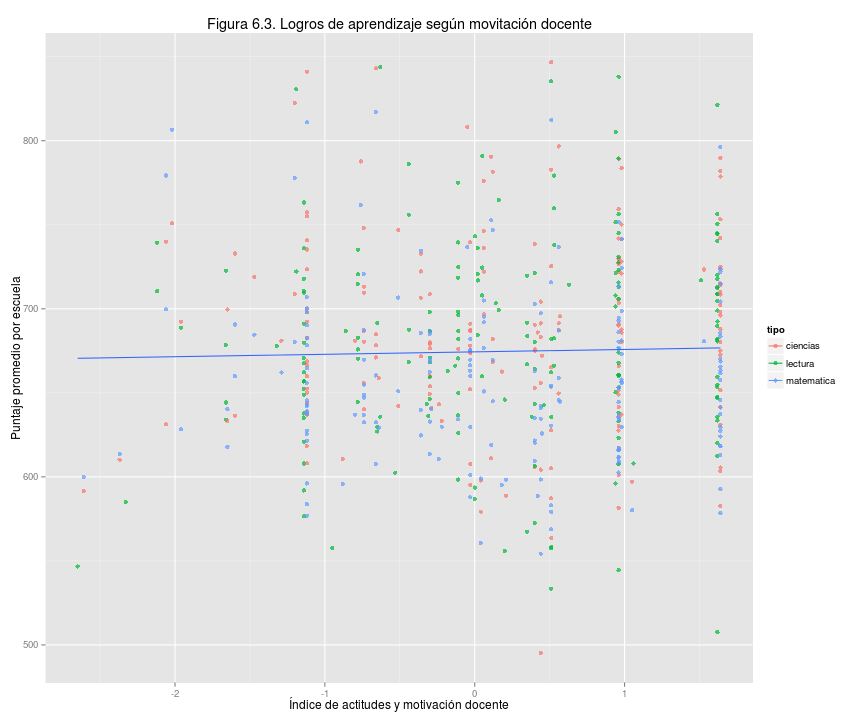 Figura 6.3. Logros de aprendizaje según movitación docente
Puntaje promedio por escuela
800
700
600
500
-2
-1
0
1
Índice de actitudes y motivación docente
tipo
ciencias
lectura
matematica